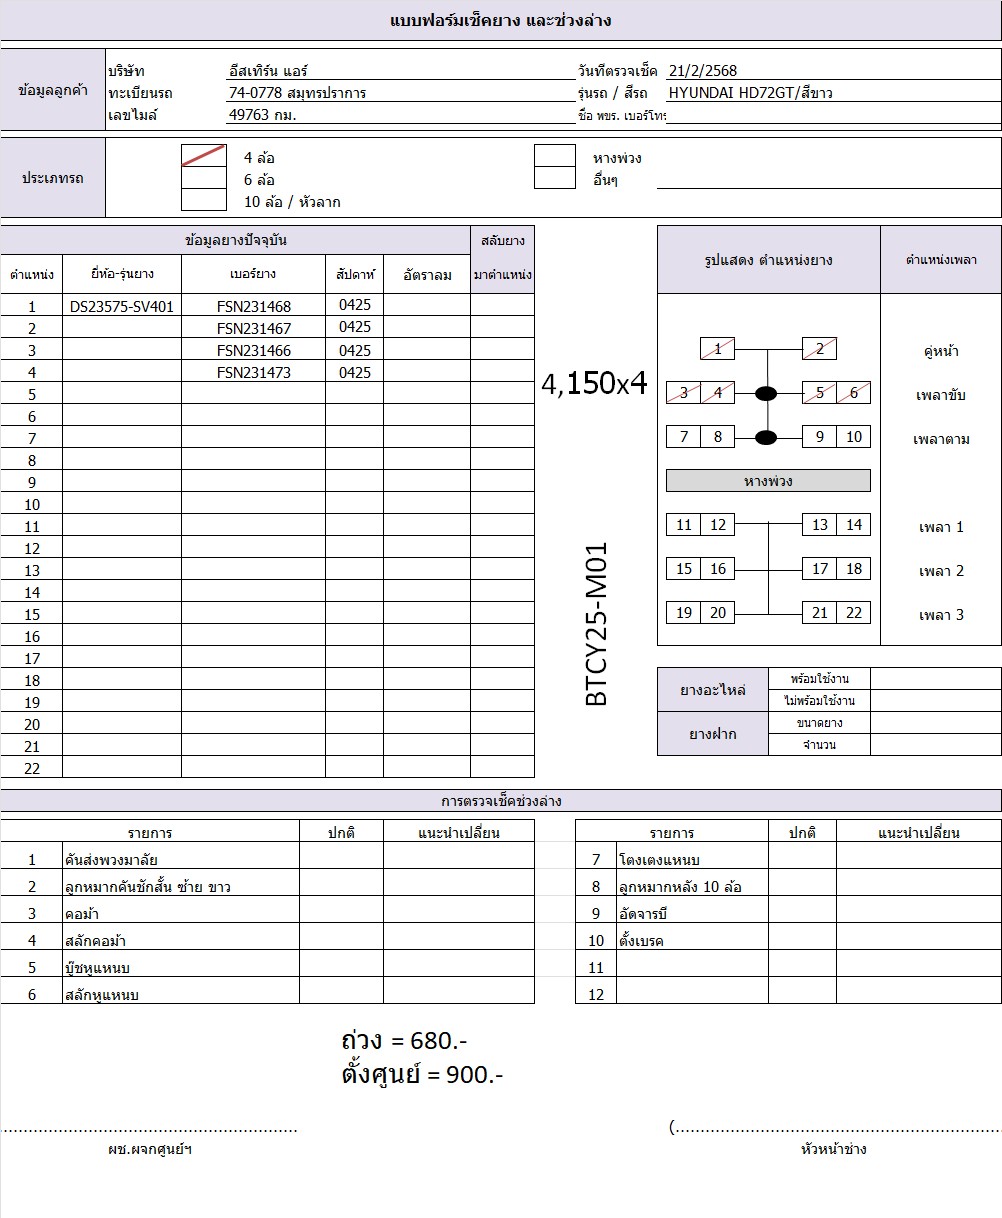 แบบฟอร์มเช็คยาง และช่วงล่าง
ข้อมูลลูกค้า
บริษัท อีสเทิร์น แอร์ วันที่ตรวจเช็ค 21/2/2568
ทะเบียนรถ 74-0778 สมุทรปราการ รุ่นรถ / สีรถ HYUNDAI HD72GT/สีขาว
เลขไมล์ 49763 กม. ชื่อ พขร. เบอร์โทร
ประเภทรถ
4 ล้อ หางพ่วง
6 ล้อ อื่นๆ
10 ล้อ / หัวลาก
ข้อมูลยางปัจจุบัน สลับยาง
ตำแหน่ง ยี่ห้อ-รุ่นยาง เบอร์ยาง สัปดาห์ อัตราลม มาตำแหน่ง
1 DS23575-SV401 FSN231468 0425
2 FSN231467 0425
3 FSN231466 0425
4 FSN231473 0425
5
6
7
8
9
10
11
12
13
14
15
16
17
18
19
20
21
22
4,150x4
BTCY25-M01
รูปแสดง ตำแหน่งยาง ตำแหน่งเพลา
1 2 คู่หน้า
3 4 5 6 เพลาขับ
7 8 9 10 เพลาตาม
หางพ่วง
11 12 13 14 เพลา 1
15 16 17 18 เพลา 2
19 20 21 22 เพลา 3
ยางอะไหล่ พร้อมใช้งาน
ไม่พร้อมใช้งาน
ยางฝาก ขนาดยาง
จำนวน
การตรวจเช็คช่วงล่าง
รายการ ปกติ แนะนำเปลี่ยน รายการ ปกติ แนะนำเปลี่ยน
1 คันส่งพวงมาลัย 7 โตงเตงแหนบ
2 ลูกหมากคันชักสั้น ซ้าย ขาว 8 ลูกหมากหลัง 10 ล้อ
3 คอม้า 9 อัดจารบี
4 สลักคอม้า 10 ตั้งเบรค
5 บู๊ชหูแหนบ 11
6 สลักหูแหนบ 12
ถ่วง = 680.-
ตั้งศูนย์ = 900.-
............................................................ (............................................................
ผช.ผจกศูนย์ฯ หัวหน้าช่าง